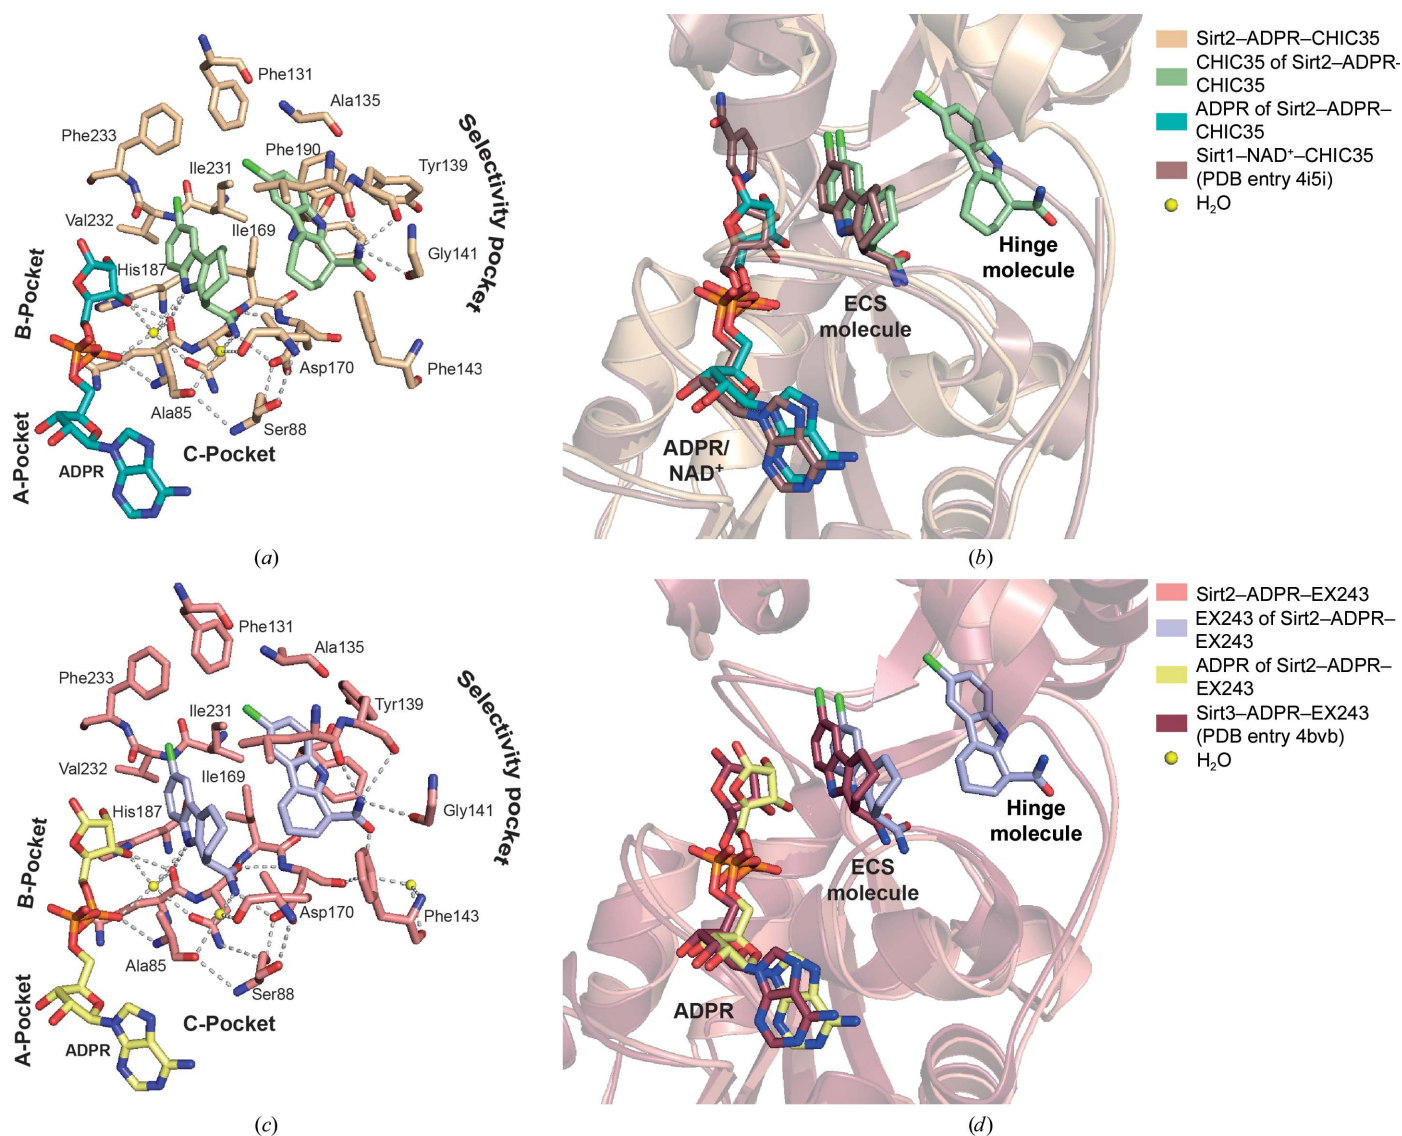 Phe131
Ala135
Phe233
Phe190
Tyr139
Ile231
Selectivity pocket
Val232
Ile169
Gly141
His187
B-Pocket
Asp170
Phe143
Ala85
Ser88
A-Pocket
C-Pocket
ADPR
(a)
Hinge
molecule
ECS
molecule
ADPR/
NAD⁺
(b)
Sirt2–ADPR–CHIC35
CHIC35 of Sirt2–ADPR-
CHIC35
ADPR of Sirt2–ADPR–
CHIC35
Sirt1–NAD⁺–CHIC35
(PDB entry 4i5i)
H₂O
Phe131
Ala135
Phe233
Tyr139
Ile231
Selectivity pocket
Val232
Ile169
His187
Gly141
B-Pocket
Asp170
Phe143
Ala85
Ser88
A-Pocket
C-Pocket
ADPR
(c)
Hinge
molecule
ECS
molecule
ADPR
(d)
Sirt2–ADPR–EX243
EX243 of Sirt2–ADPR–
EX243
ADPR of Sirt2–ADPR–
EX243
Sirt3–ADPR–EX243
(PDB entry 4bvb)
H₂O